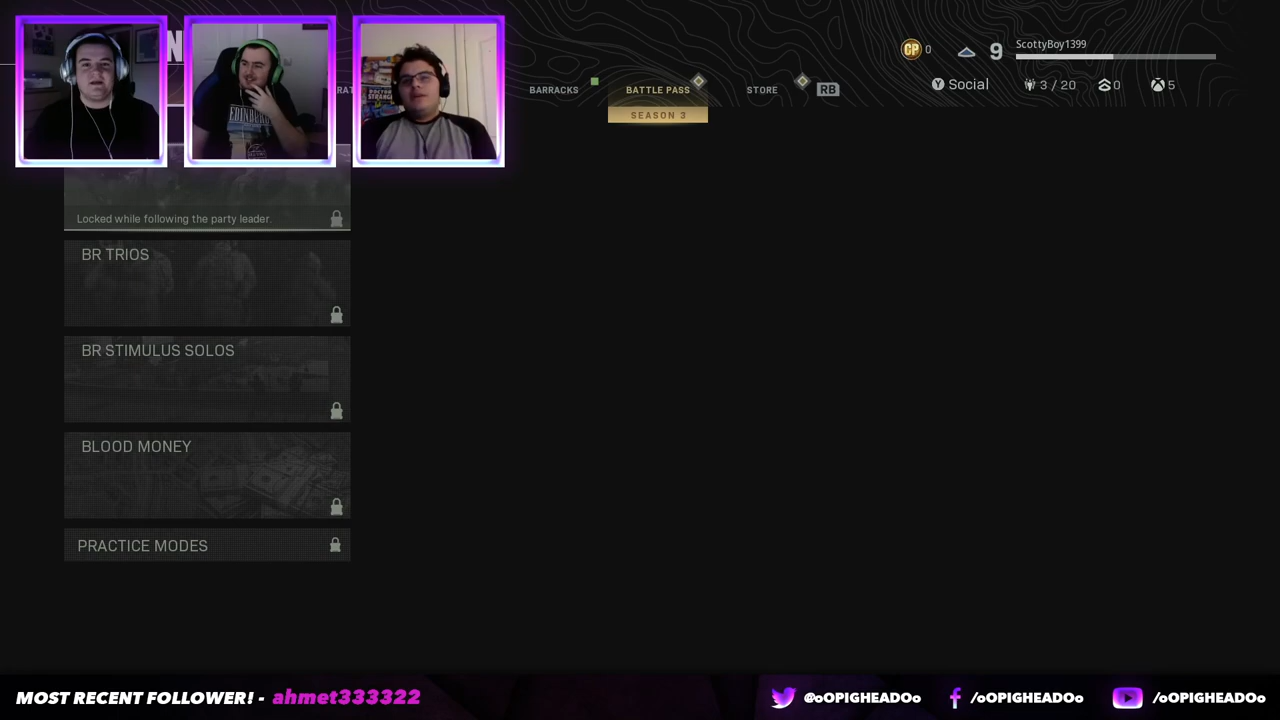 CP 0
9
ScottyBoy1399
BARRACKS
BATTLE PASS
STORE
RB
Y Social
3 / 20
0
5
SEASON 3
Locked while following the party leader.
BR TRIOS
BR STIMULUS SOLOS
BLOOD MONEY
PRACTICE MODES
MOST RECENT FOLLOWER! - ahmet333322
@oOPIGHEADOo
/oOPIGHEADOo
/oOPIGHEADOo